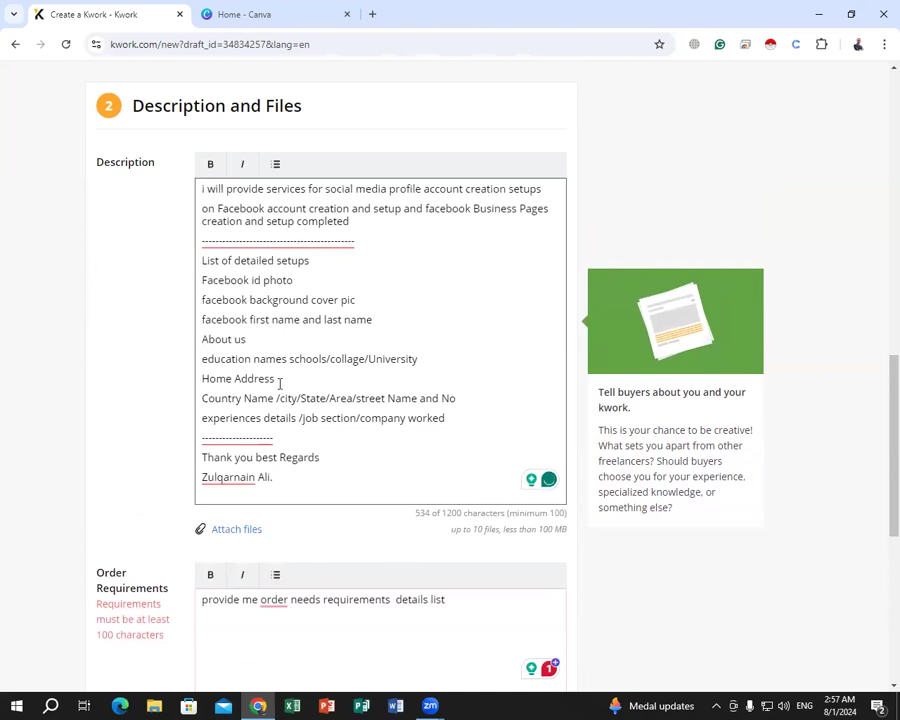 Create a Kwork - Kwork
Home - Canva
kwork.com/new?draft_id=34834257&lang=en
2 Description and Files
Description
B I
i will provide services for social media profile account creation setups
on Facebook account creation and setup and facebook Business Pages
creation and setup completed
---------------------------------------------
List of detailed setups
Facebook id photo
facebook background cover pic
facebook first name and last name
About us
education names schools/collage/University
Home Address
Country Name /city/State/Area/street Name and No
experiences details /job section/company worked
---------------------
Thank you best Regards
Zulqarnain Ali.
534 of 1200 characters (minimum 100)
Attach files
up to 10 files, less than 100 MB
Tell buyers about you and your
kwork.
This is your chance to be creative!
What sets you apart from other
freelancers? Should buyers
choose you for your experience,
specialized knowledge, or
something else?
Order
Requirements
Requirements
must be at least
100 characters
B I
provide me order needs requirements  details list
1
Medal updates
ENG
2:57 AM
8/1/2024
2